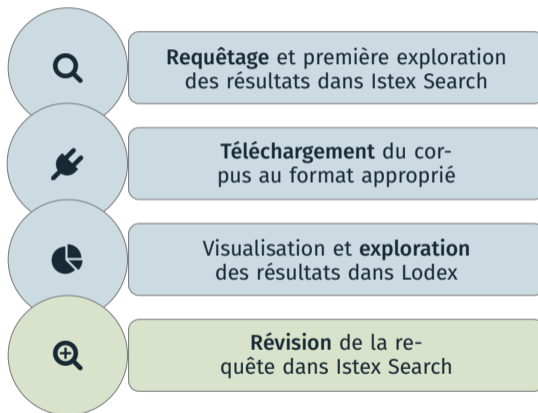 Requêtage et première exploration
des résultats dans Istex Search
Téléchargement du cor-
pus au format approprié
Visualisation et exploration
des résultats dans Lodex
Révision de la re-
quête dans Istex Search